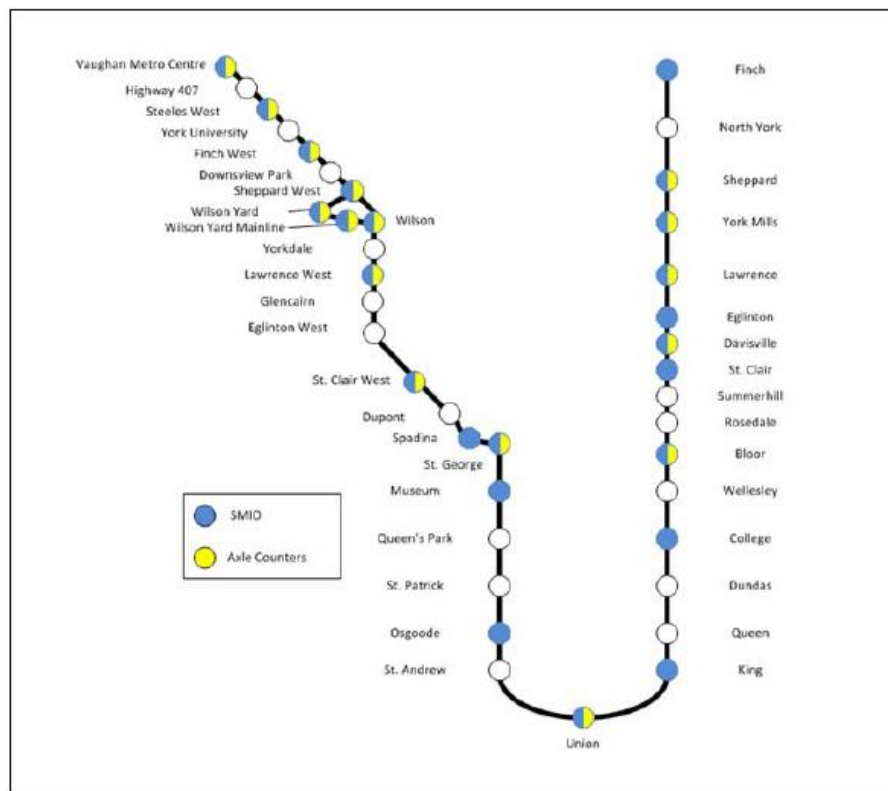 Vaughan Metro Centre
Highway 407
Steeles West
York University
Finch West
Downsview Park
Sheppard West
Wilson Yard
Wilson Yard Mainline
Wilson
Yorkdale
Lawrence West
Glencairn
Eglinton West
St. Clair West
Dupont
Spadina
St. George
Museum
Queen's Park
St. Patrick
Osgoode
St. Andrew
Union
Finch
North York
Sheppard
York Mills
Lawrence
Eglinton
Davisville
St. Clair
Summerhill
Rosedale
Bloor
Wellesley
College
Dundas
Queen
King
SMIO
Axle Counters